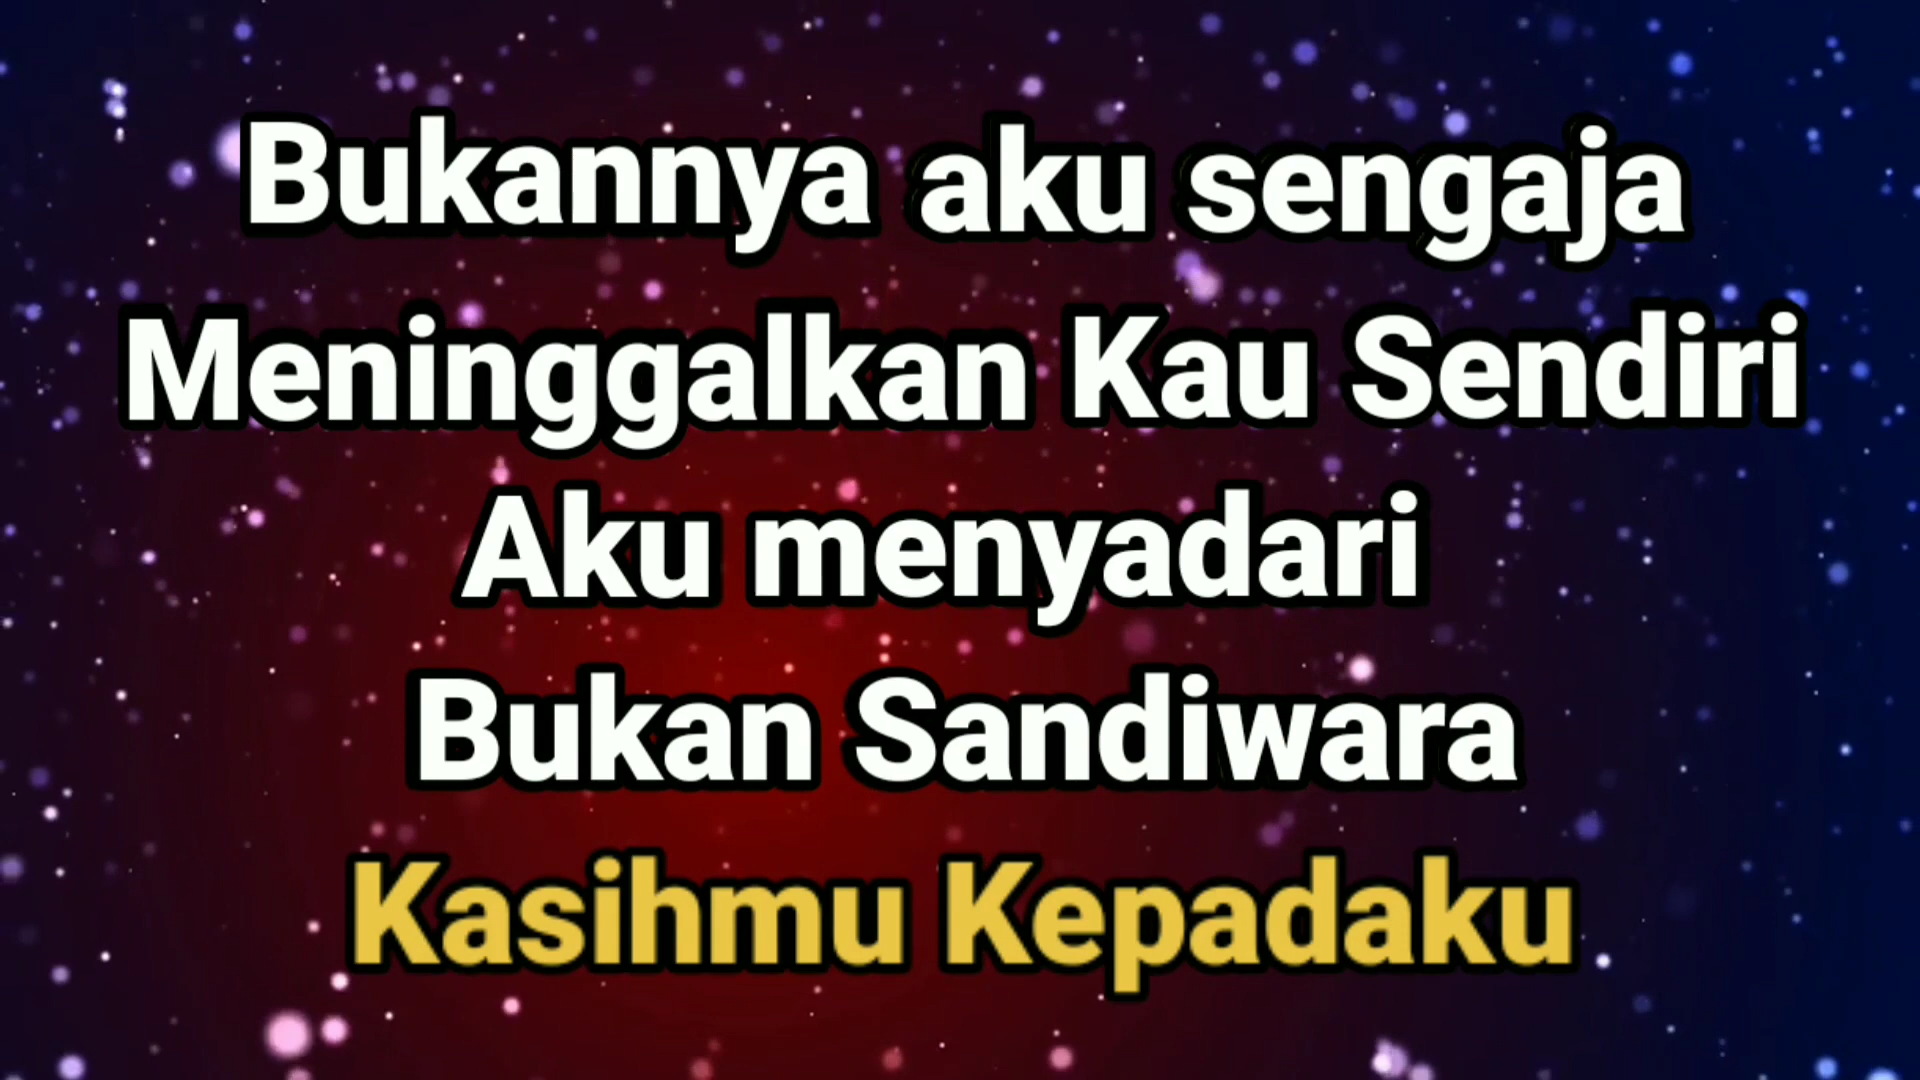 Bukannya aku sengaja
Meninggalkan Kau Sendiri
Aku menyadari
Bukan Sandiwara
Kasihmu Kepadaku